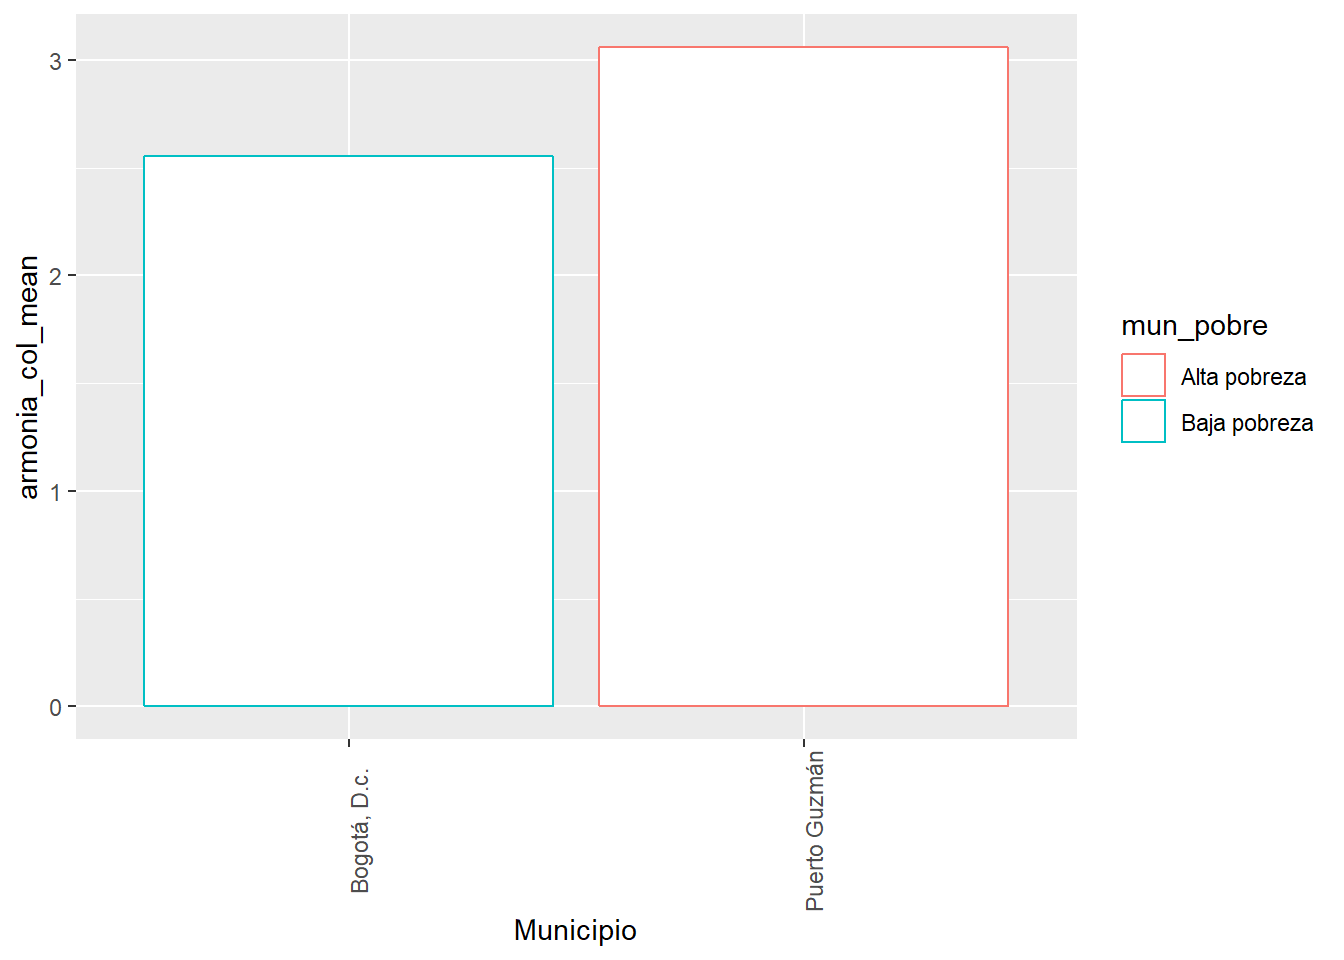 armonia_col_mean
3
2
1
0
Bogotá, D.c.
Puerto Guzmán
Municipio
mun_pobre
Alta pobreza
Baja pobreza